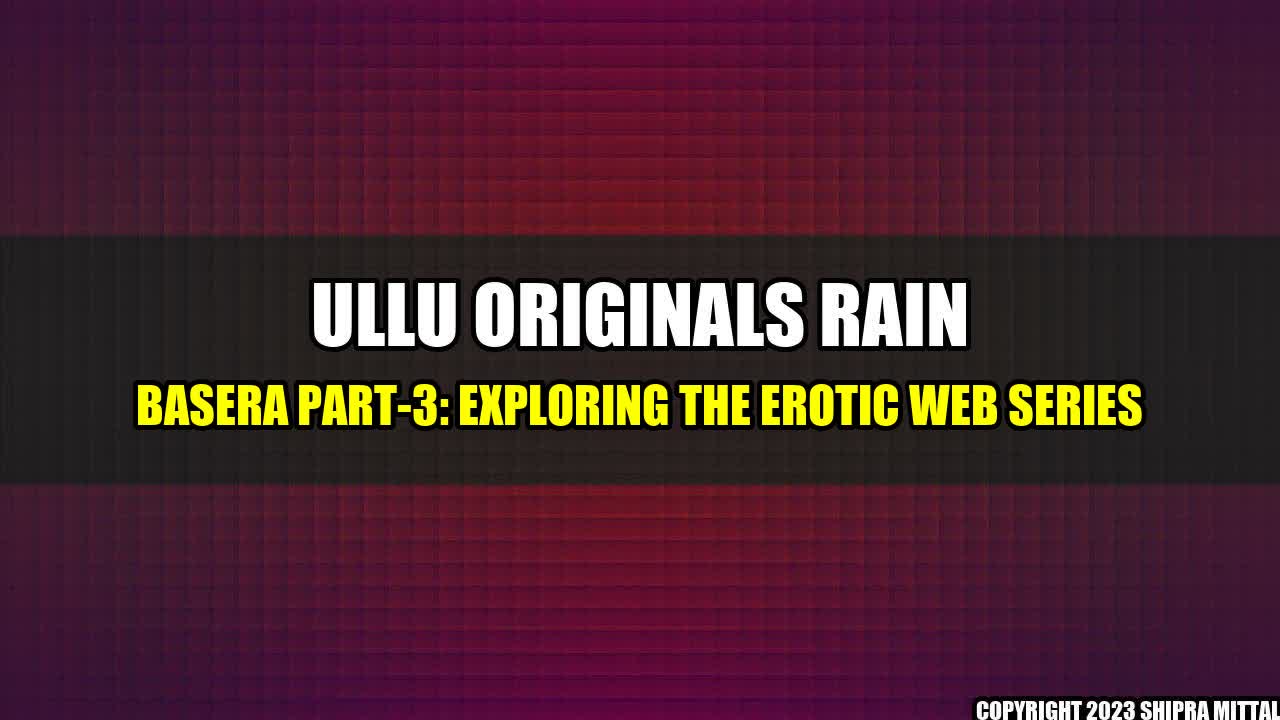 ULLU ORIGINALS RAIN
BASERA PART-3: EXPLORING THE EROTIC WEB SERIES
COPYRIGHT 2023 SHIPRA MITTAL